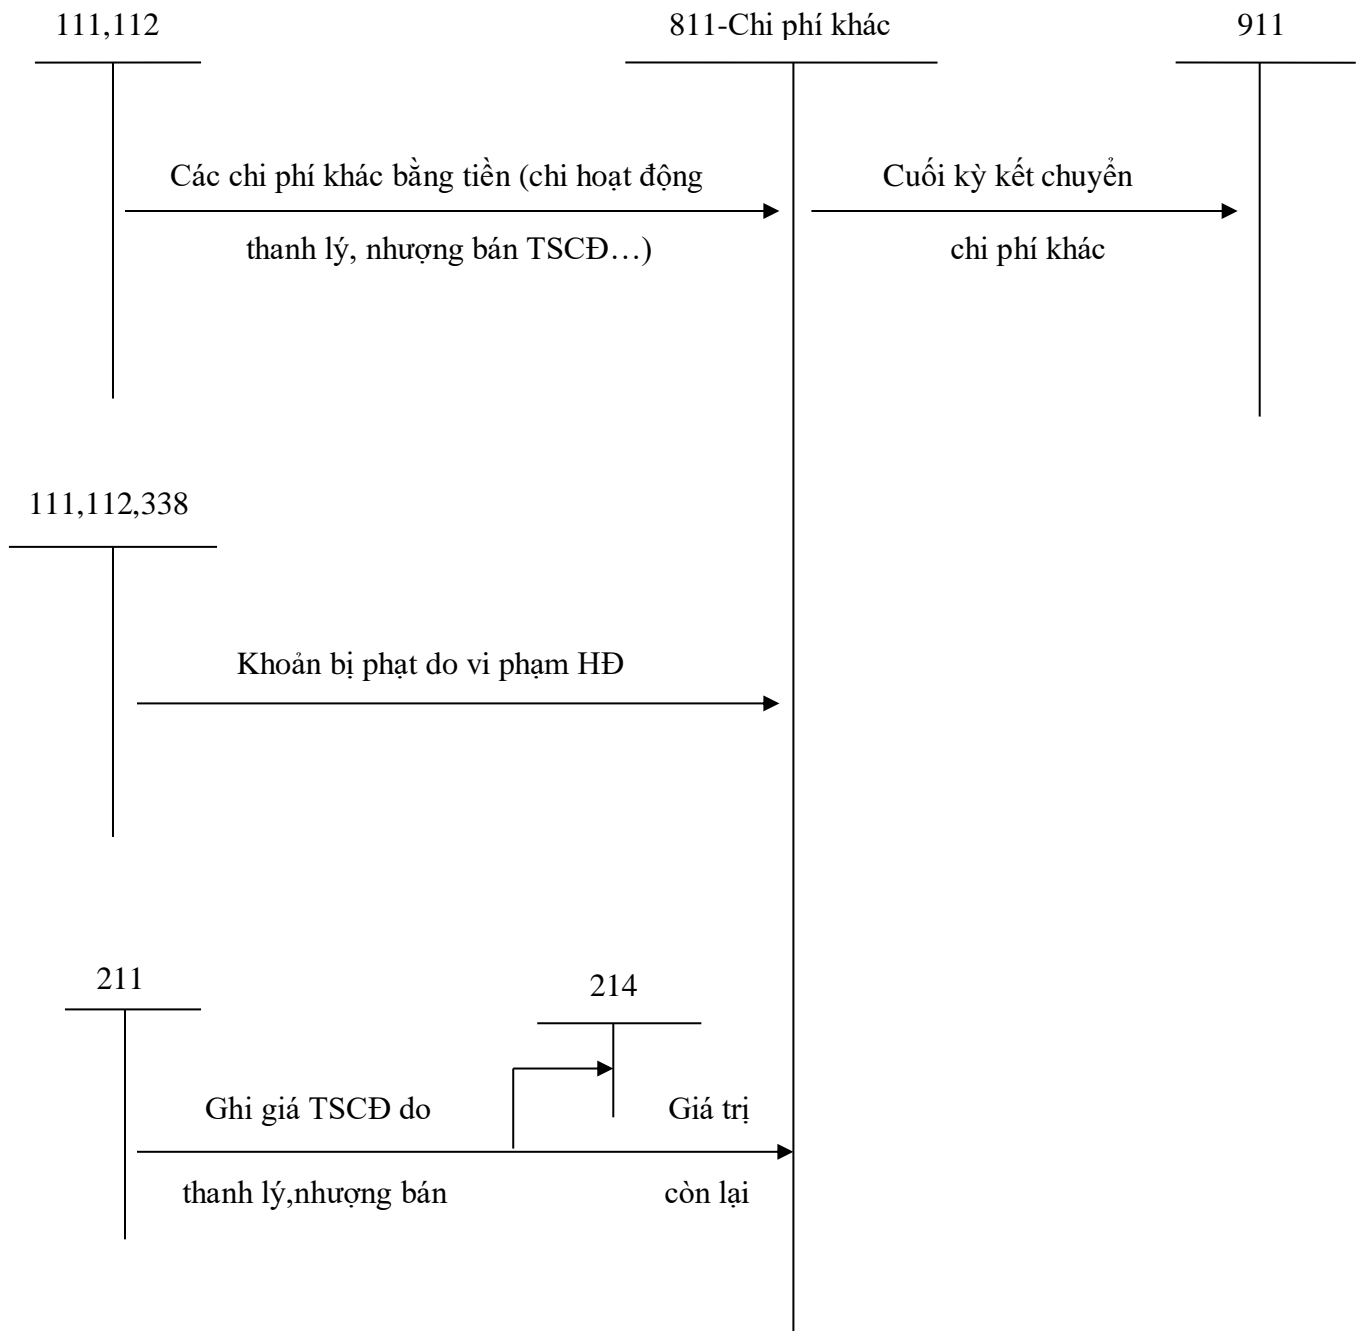 111,112
811-Chi phí khác
911
Các chi phí khác bằng tiền (chi hoạt động
thanh lý, nhượng bán TSCĐ…)
Cuối kỳ kết chuyển
chi phí khác
111,112,338
Khoản bị phạt do vi phạm HĐ
211
214
Ghi giá TSCĐ do
thanh lý,nhượng bán
Giá trị
còn lại